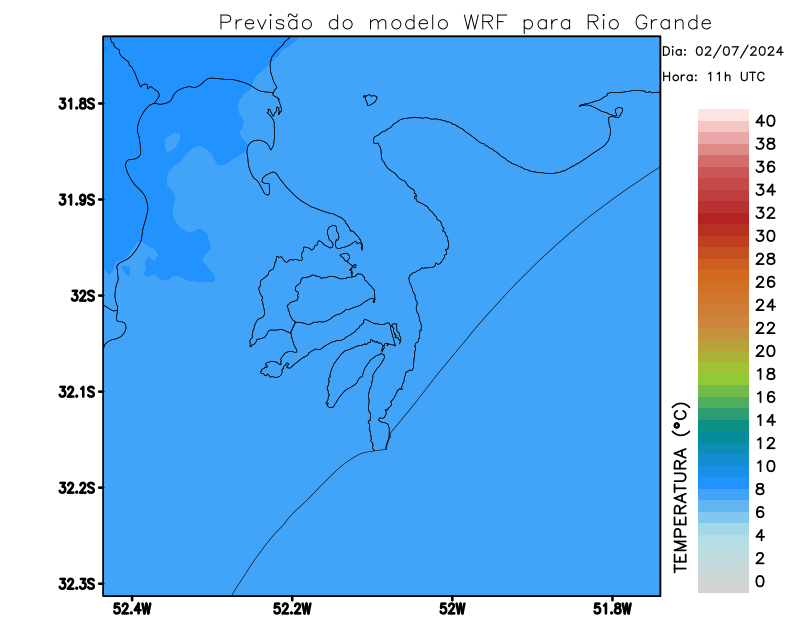 Previsão do modelo WRF para Rio Grande
Dia: 02/07/2024
Hora: 11h UTC
31.8S
31.9S
32S
32.1S
32.2S
32.3S
52.4W
52.2W
52W
51.8W
TEMPERATURA (°C)
40
38
36
34
32
30
28
26
24
22
20
18
16
14
12
10
8
6
4
2
0